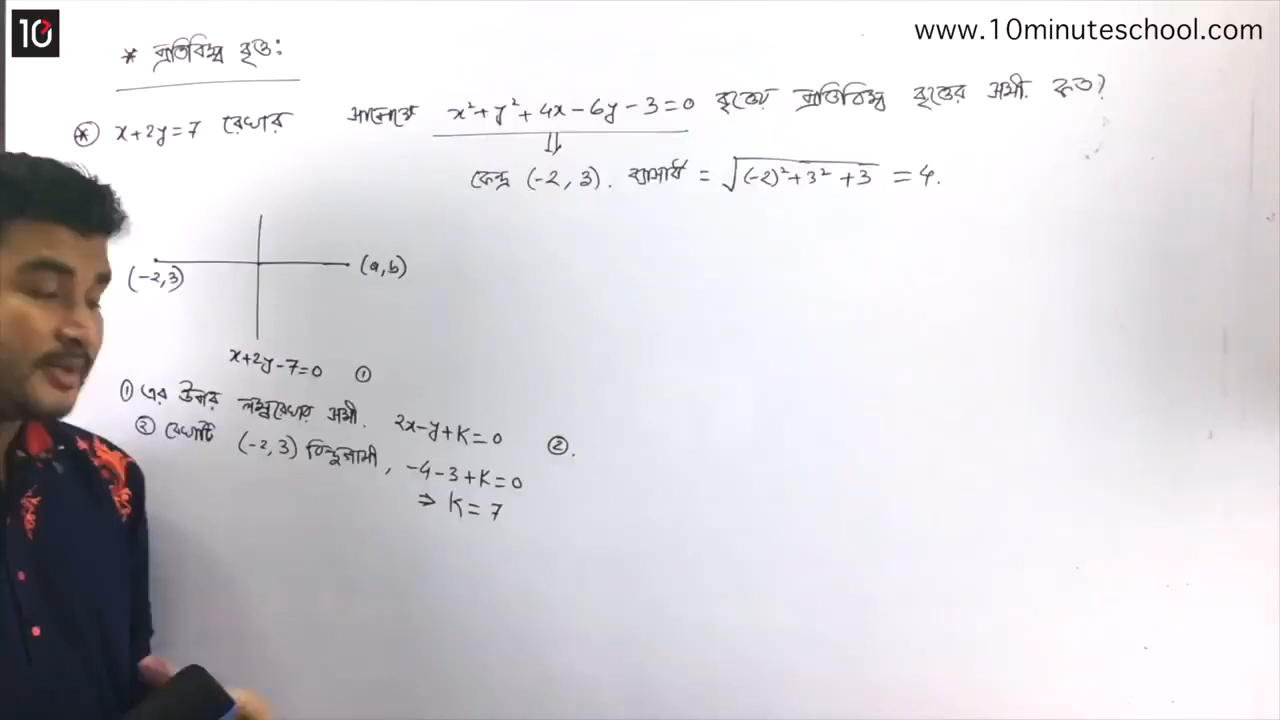 10
www.10minuteschool.com
* প্রতিবিম্ব বৃত্ত:
* x+2y=7 রেখার সাপেক্ষে x²+y²+4x-6y-3=0 বৃত্তের প্রতিবিম্ব বৃত্তের সমী. কত?
⇓
কেন্দ্র (-2, 3). ব্যাসার্ধ = √((-2)²+3²+3) = 4.
(-2,3) (a,b)
x+2y-7=0 ①
① এর উপর লম্বরেখার সমী. 2x-y+K=0 ②.
② রেখাটি (-2,3) বিন্দুগামী, -4-3+K=0
⇒ K=7